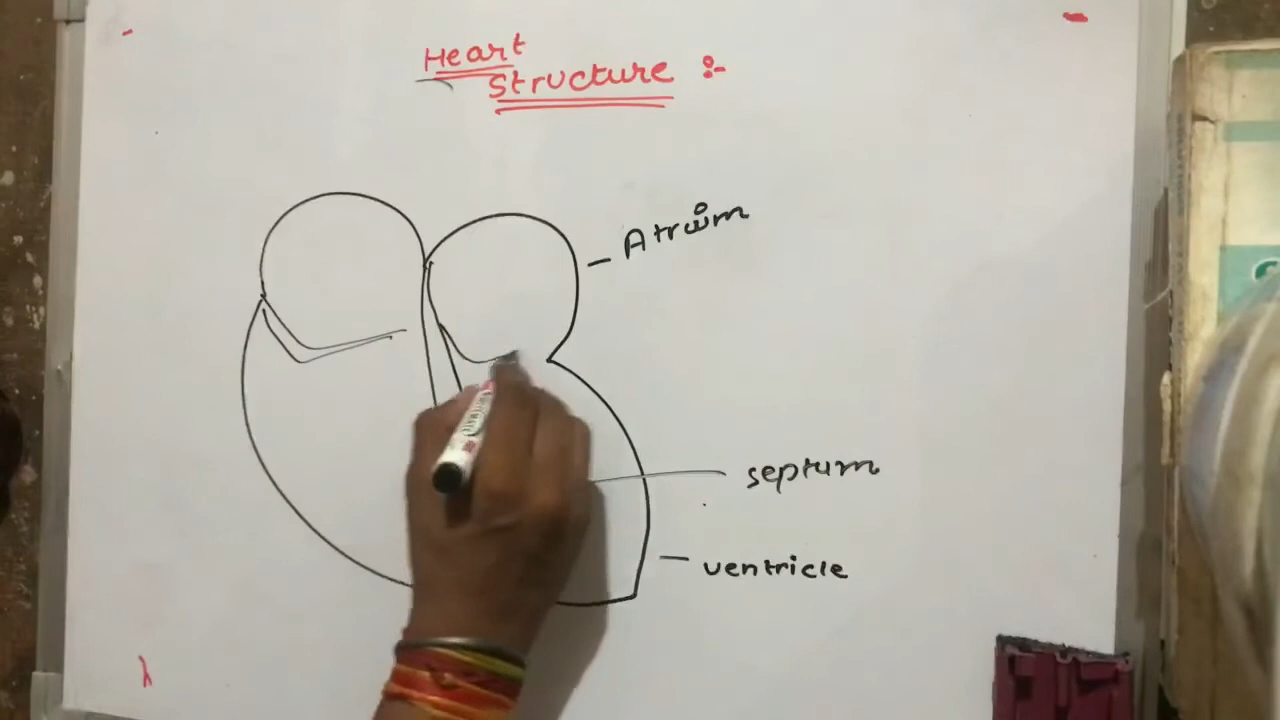 Heart
Structure :-
Atrium
septum
ventricle